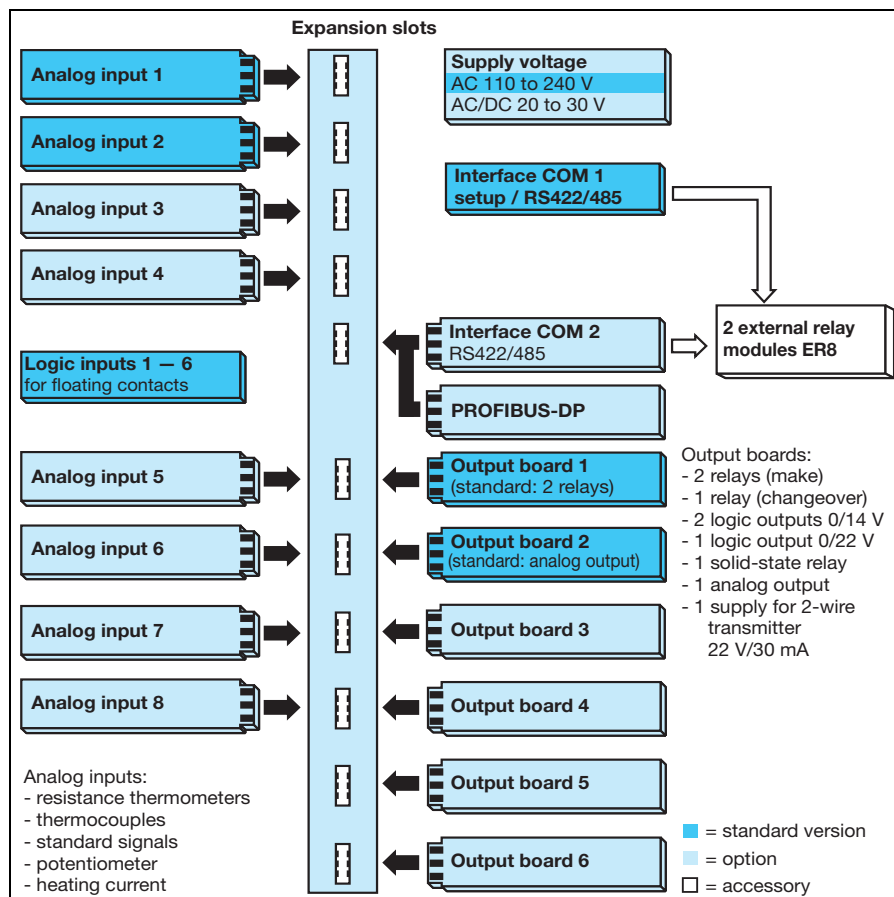 Expansion slots
Analog input 1
Analog input 2
Analog input 3
Analog input 4
Logic inputs 1 — 6
for floating contacts
Analog input 5
Analog input 6
Analog input 7
Analog input 8
Analog inputs:
- resistance thermometers
- thermocouples
- standard signals
- potentiometer
- heating current
Supply voltage
AC 110 to 240 V
AC/DC 20 to 30 V
Interface COM 1
setup / RS422/485
Interface COM 2
RS422/485
PROFIBUS-DP
2 external relay
modules ER8
Output board 1
(standard: 2 relays)
Output board 2
(standard: analog output)
Output board 3
Output board 4
Output board 5
Output board 6
Output boards:
- 2 relays (make)
- 1 relay (changeover)
- 2 logic outputs 0/14 V
- 1 logic output 0/22 V
- 1 solid-state relay
- 1 analog output
- 1 supply for 2-wire
transmitter
22 V/30 mA
= standard version
= option
= accessory